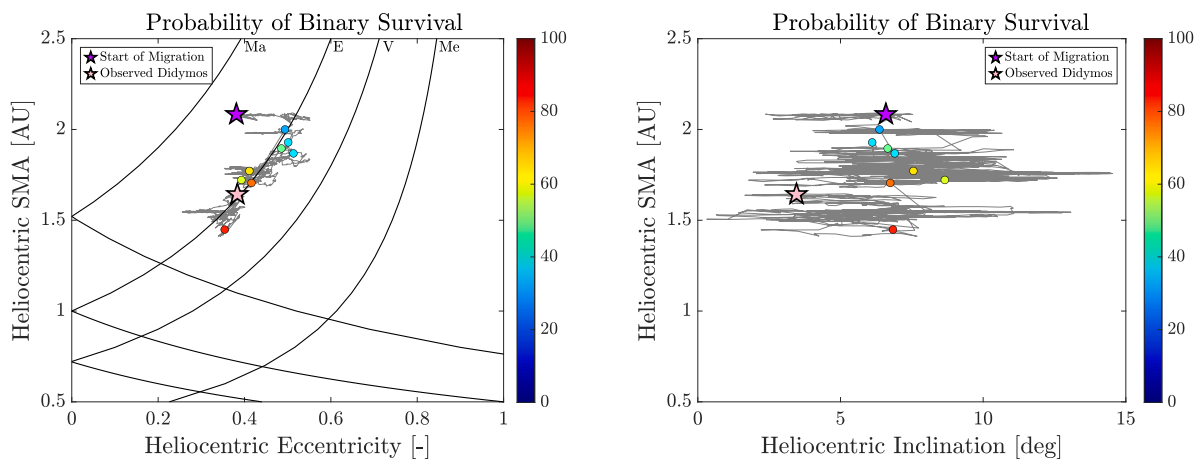 Probability of Binary Survival
Heliocentric SMA [AU]
2.5
2
1.5
1
0.5
Ma
E
V
Me
Start of Migration
Observed Didymos
0
0.2
0.4
0.6
0.8
1
Heliocentric Eccentricity [-]
100
80
60
40
20
0
Probability of Binary Survival
Heliocentric SMA [AU]
2.5
2
1.5
1
0.5
Start of Migration
Observed Didymos
0
5
10
15
Heliocentric Inclination [deg]
100
80
60
40
20
0